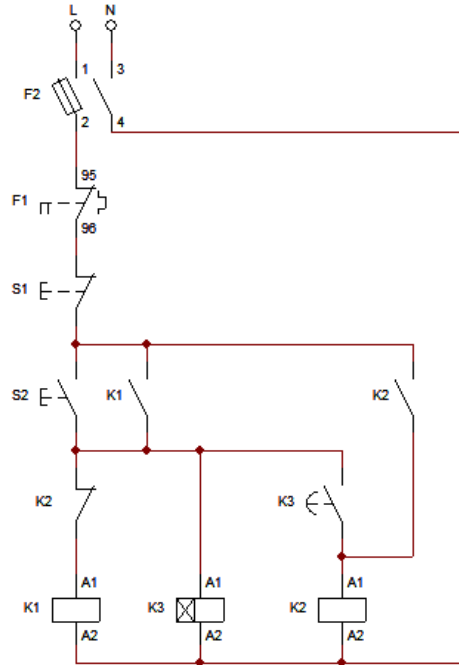 L N
1 3
F2
2 4
95
F1
96
S1
S2 K1 K2
K2 K3
A1 A1 A1
K1 K3 K2
A2 A2 A2